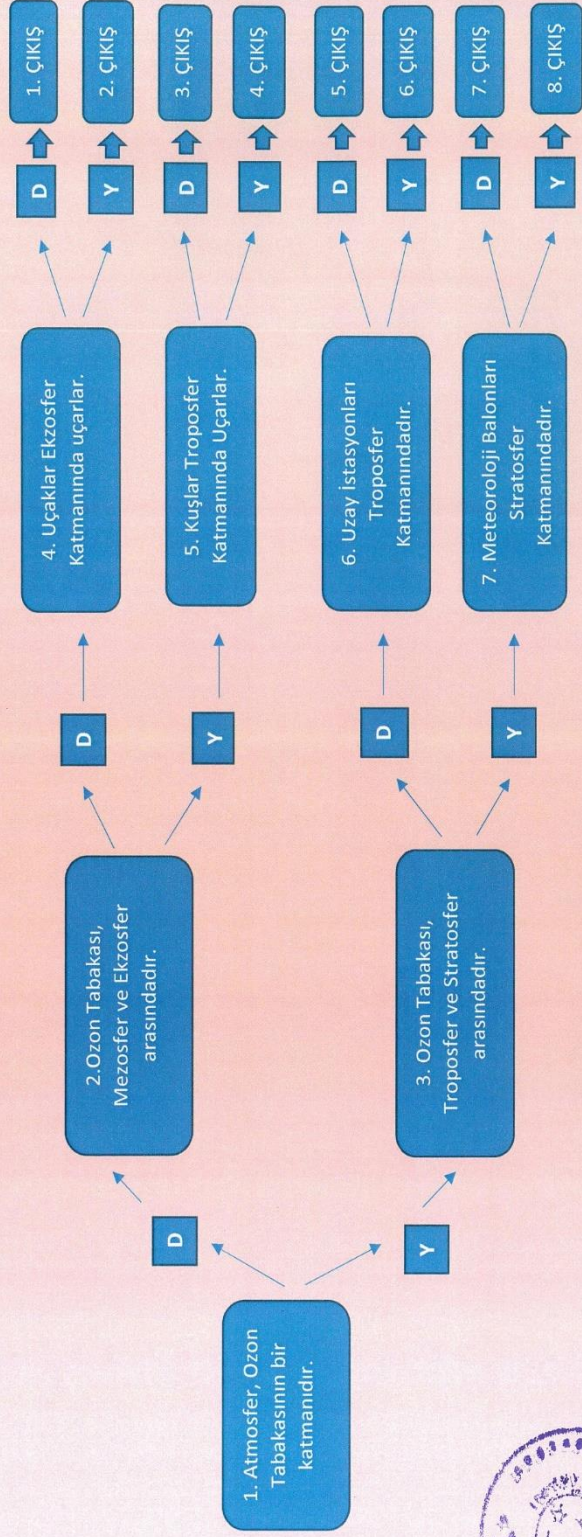 1. Atmosfer, Ozon
Tabakasının bir
katmanıdır.
D
Y
2.Ozon Tabakası,
Mezosfer ve Ekzosfer
arasındadır.
3. Ozon Tabakası,
Troposfer ve Stratosfer
arasındadır.
D
Y
D
Y
4. Uçaklar Ekzosfer
Katmanında uçarlar.
5. Kuşlar Troposfer
Katmanında Uçarlar.
6. Uzay İstasyonları
Troposfer
Katmanındadır.
7. Meteoroloji Balonları
Stratosfer
Katmanındadır.
D
1. ÇIKIŞ
Y
2. ÇIKIŞ
D
3. ÇIKIŞ
Y
4. ÇIKIŞ
D
5. ÇIKIŞ
Y
6. ÇIKIŞ
D
7. ÇIKIŞ
Y
8. ÇIKIŞ